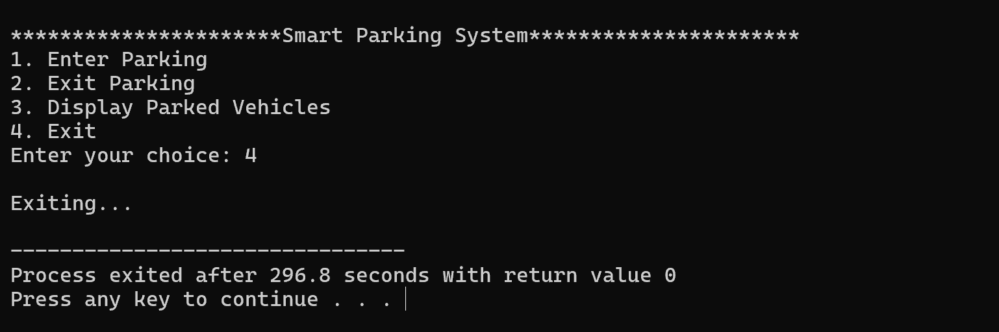 **********************Smart Parking System**********************
1. Enter Parking
2. Exit Parking
3. Display Parked Vehicles
4. Exit
Enter your choice: 4
Exiting...
--------------------------------
Process exited after 296.8 seconds with return value 0
Press any key to continue . . .